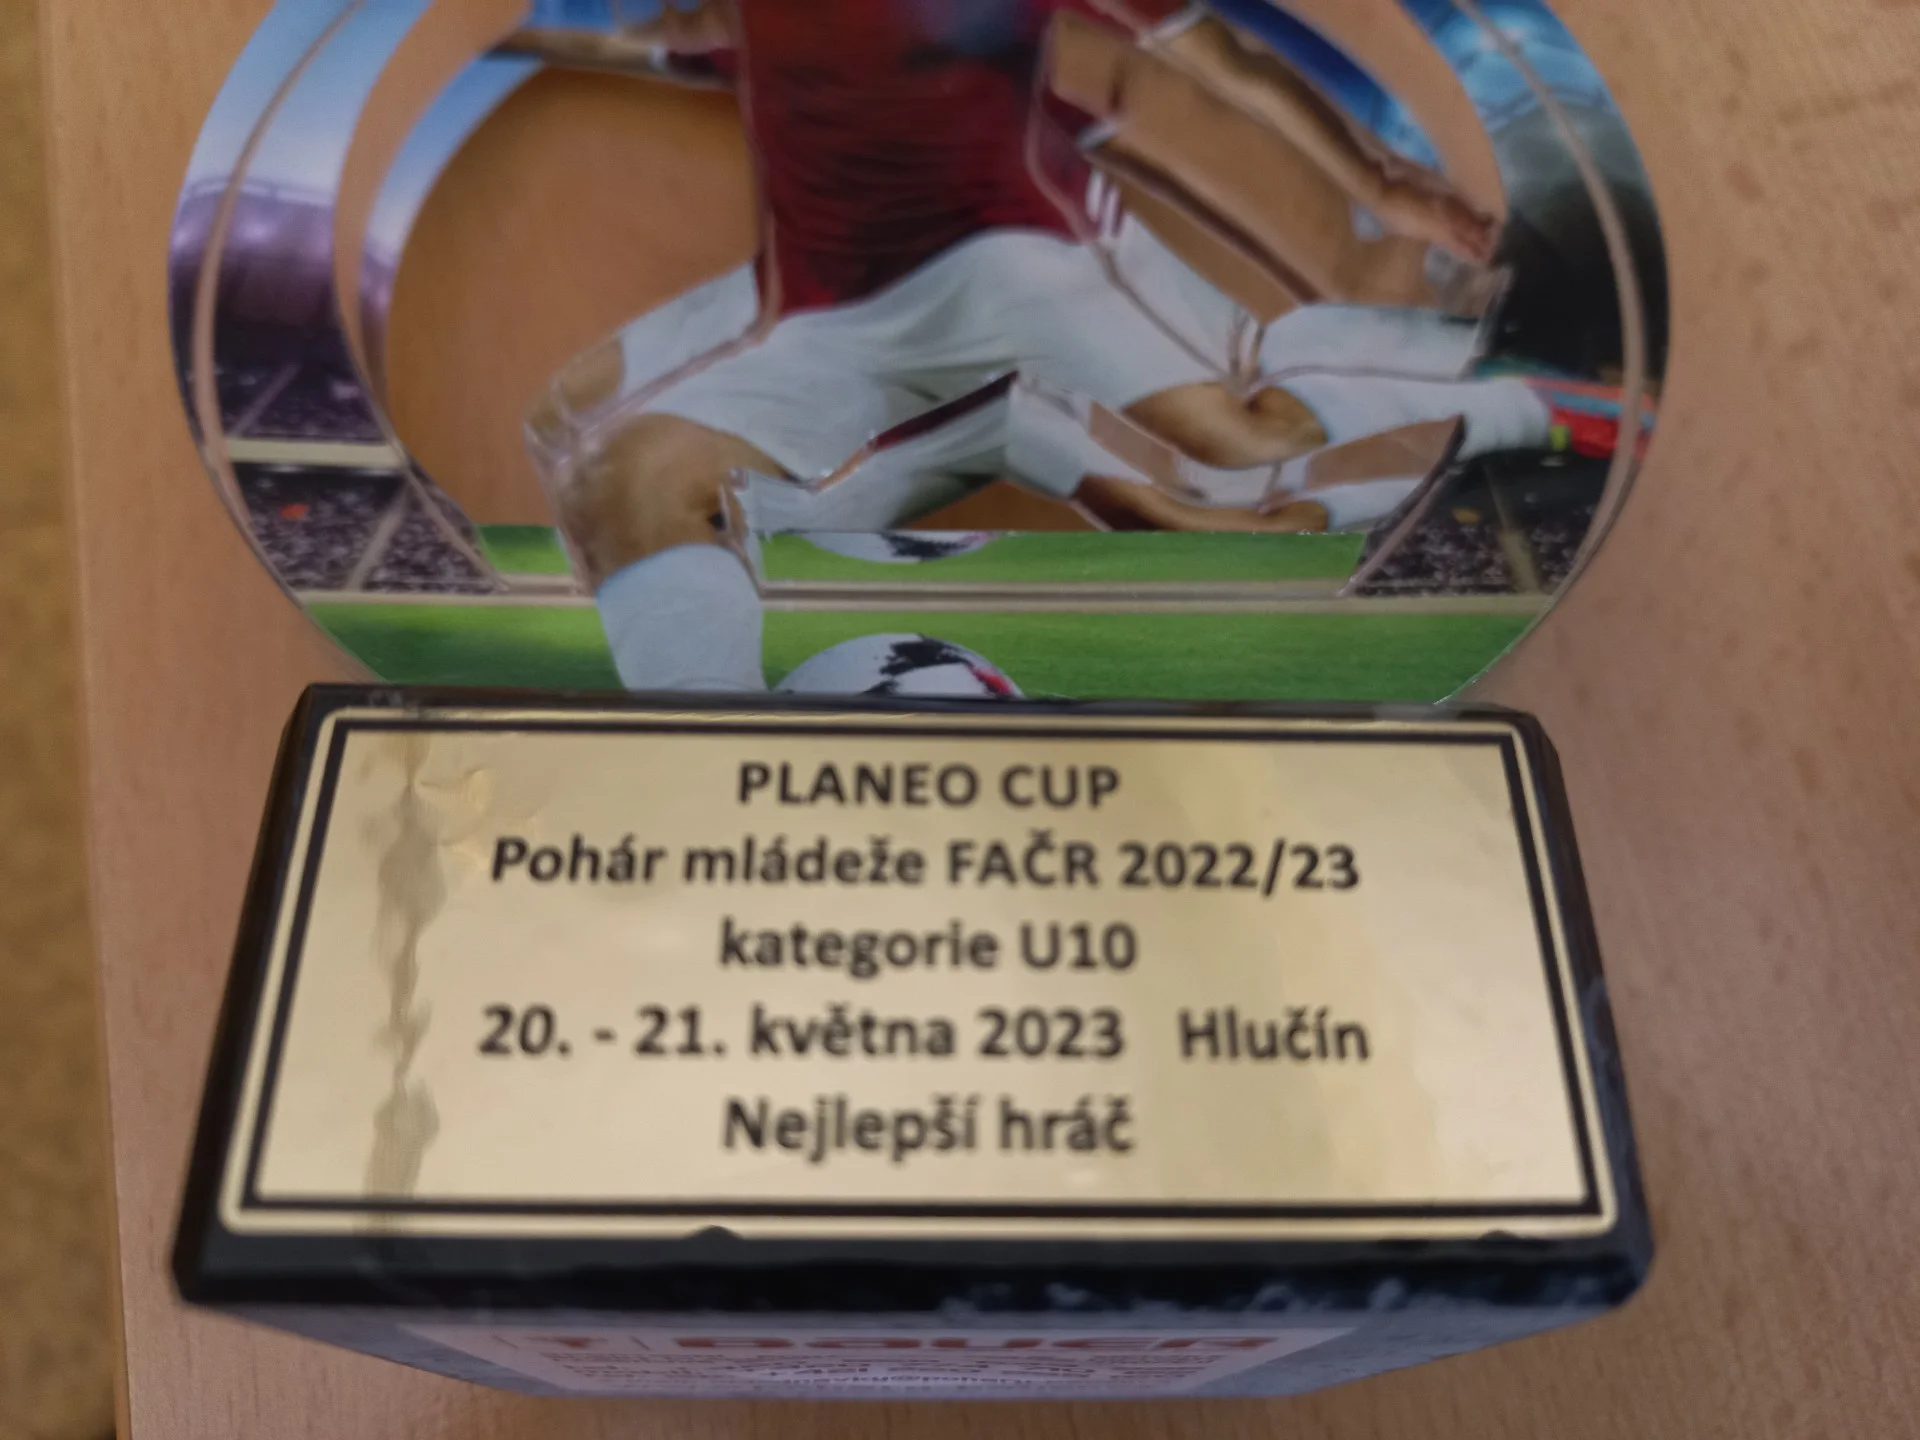 PLANEO CUP
Pohár mládeže FAČR 2022/23
kategorie U10
20. - 21. května 2023 Hlučín
Nejlepší hráč